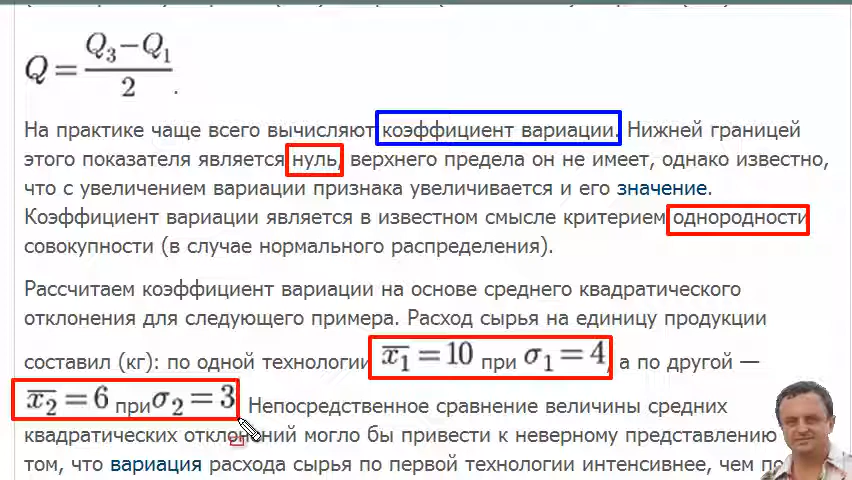 Q = (Q₃ − Q₁) / 2 .
На практике чаще всего вычисляют коэффициент вариации. Нижней границей
этого показателя является нуль, верхнего предела он не имеет, однако известно,
что с увеличением вариации признака увеличивается и его значение.
Коэффициент вариации является в известном смысле критерием однородности
совокупности (в случае нормального распределения).
Рассчитаем коэффициент вариации на основе среднего квадратического
отклонения для следующего примера. Расход сырья на единицу продукции
составил (кг): по одной технологии x̅₁ = 10 при σ₁ = 4, а по другой —
x̅₂ = 6 при σ₂ = 3. Непосредственное сравнение величины средних
квадратических отклонений могло бы привести к неверному представлению
том, что вариация расхода сырья по первой технологии интенсивнее, чем